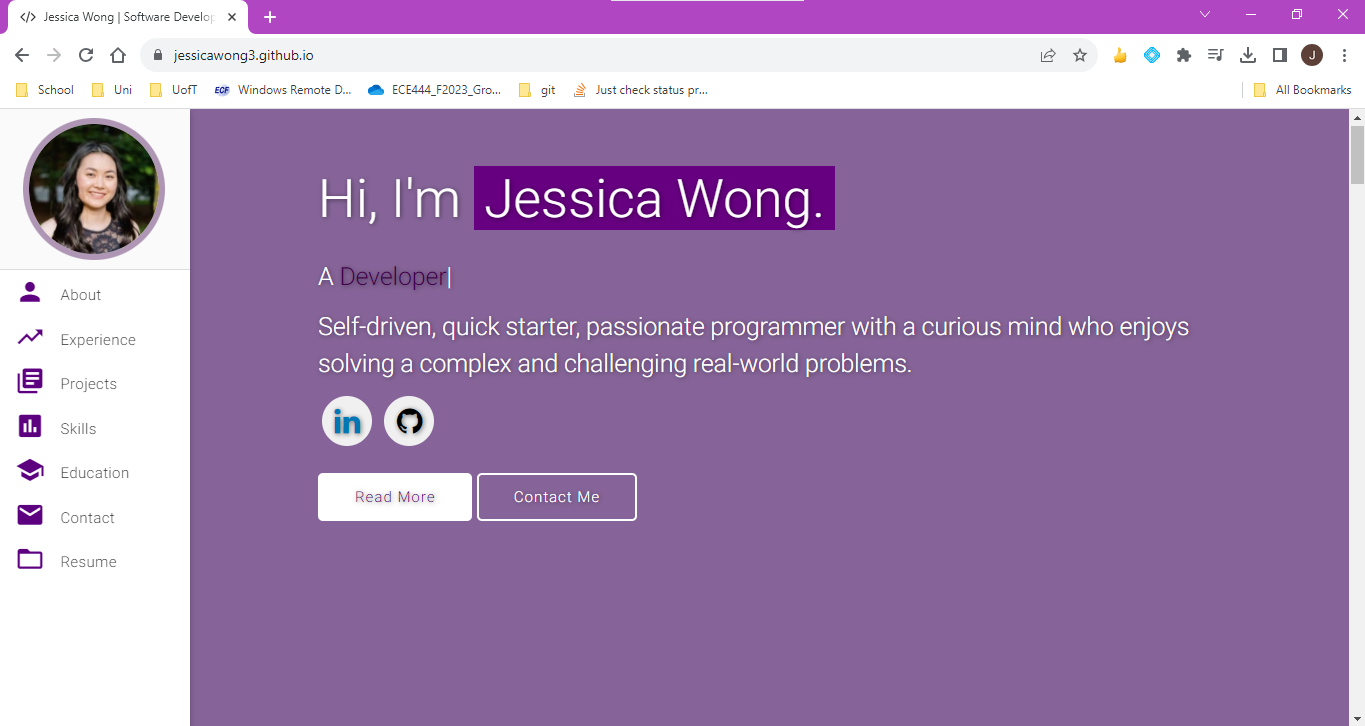 Jessica Wong | Software Develop
jessicawong3.github.io
J
School
Uni
UofT
ECF Windows Remote D...
ECE444_F2023_Gro...
git
Just check status pr...
All Bookmarks
About
Experience
Projects
Skills
Education
Contact
Resume
Hi, I'm Jessica Wong.
A Developer|
Self-driven, quick starter, passionate programmer with a curious mind who enjoys
solving a complex and challenging real-world problems.
in
Read More
Contact Me